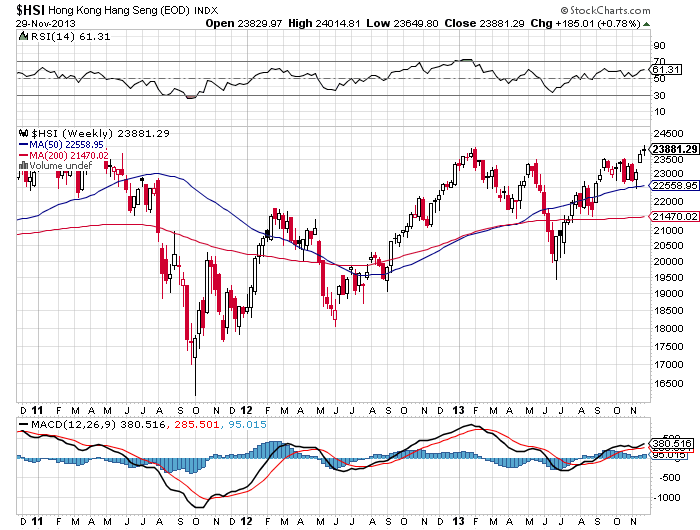 $HSI Hong Kong Hang Seng (EOD) INDX © StockCharts.com
29-Nov-2013 Open 23829.97 High 24014.81 Low 23649.80 Close 23881.29 Chg +185.01 (+0.78%)
RSI(14) 61.31
90
70
61.31
50
30
10
$HSI (Weekly) 23881.29
MA(50) 22558.95
MA(200) 21470.02
Volume undef
24500
23881.29
23500
23000
22558.95
22000
21470.02
21000
20500
20000
19500
19000
18500
18000
17500
17000
16500
D 11 F M A M J J A S O N D 12 F M A M J J A S O N D 13 F M A M J J A S O N
MACD(12,26,9) 380.516, 285.501, 95.015
380.516
95.015
-500
-1000
D 11 F M A M J J A S O N D 12 F M A M J J A S O N D 13 F M A M J J A S O N